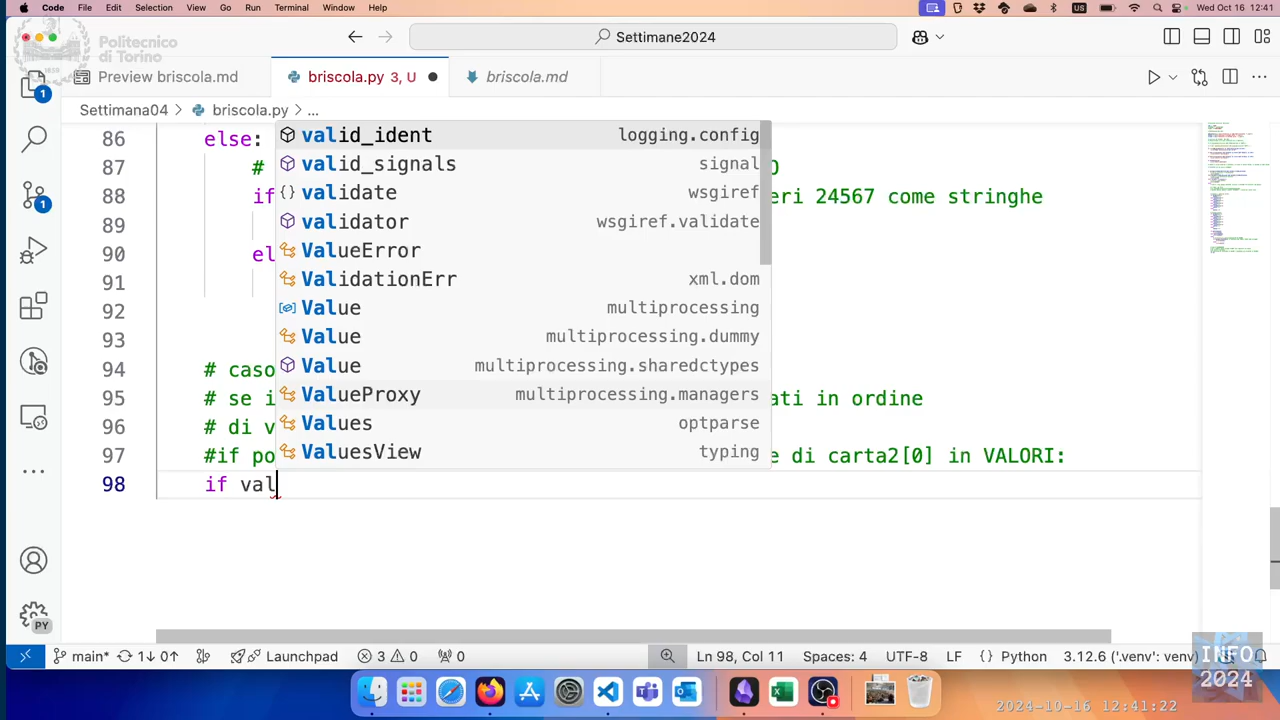 Code File Edit Selection View Go Run Terminal Window Help US Wed Oct 16 12:41
Politecnico
di Torino
Settimane2024
Preview briscola.md briscola.py 3, U briscola.md
Settimana04 > briscola.py > ...
86 else:
87 #
88 if 24567 come stringhe
89
90 el
91
92
93
94 # caso
95 # se i ati in ordine
96 # di v
97 #if po e di carta2[0] in VALORI:
98 if val
valid_ident logging.config
valid_signals signal
validate wsgiref
validator wsgiref.validate
ValueError
ValidationErr xml.dom
Value multiprocessing
Value multiprocessing.dummy
Value multiprocessing.sharedctypes
ValueProxy multiprocessing.managers
Values optparse
ValuesView typing
1
1
PY
main* 1↓ 0↑ Launchpad 3 0 0 Ln 98, Col 11 Spaces: 4 UTF-8 LF {} Python 3.12.6 ('.venv': venv)
INFO
2024
2024-10-16 12:41:22